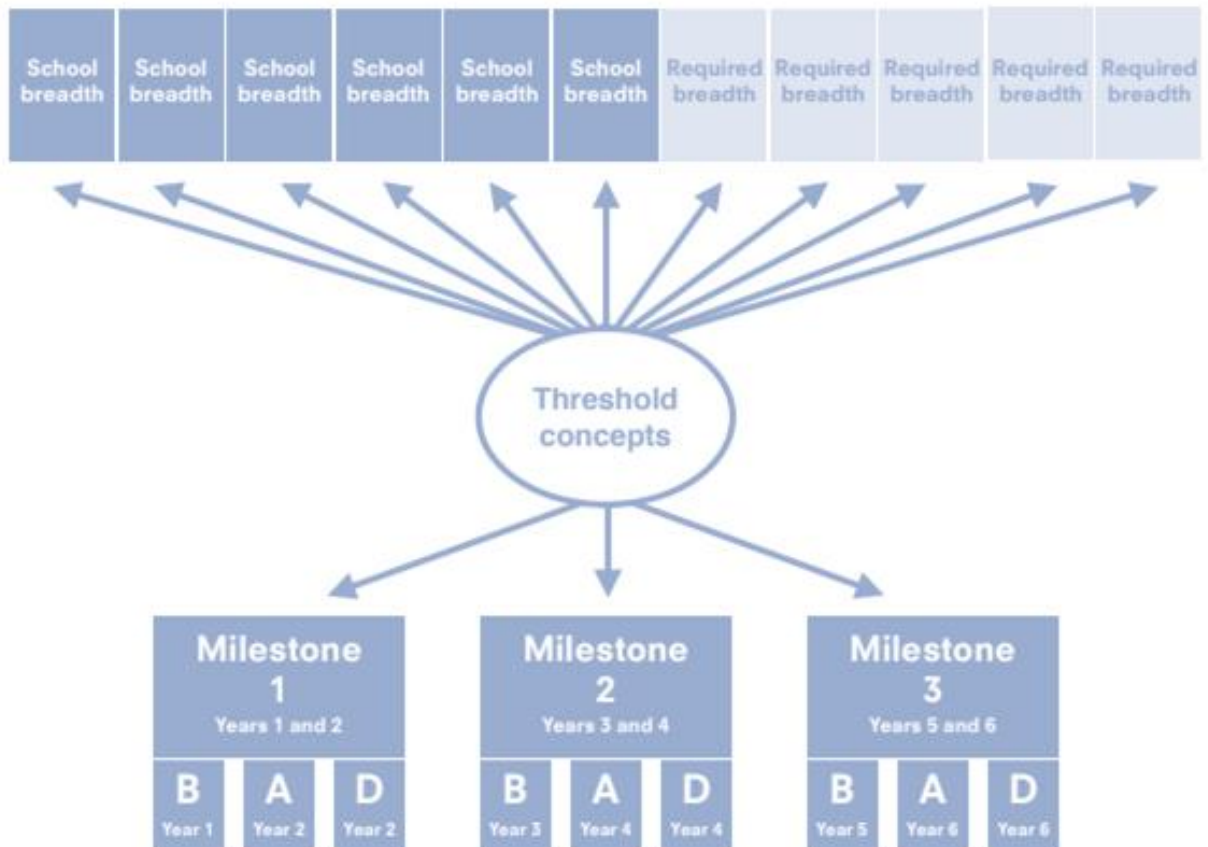 School
breadth
School
breadth
School
breadth
School
breadth
School
breadth
School
breadth
Required
breadth
Required
breadth
Required
breadth
Required
breadth
Required
breadth
Threshold
concepts
Milestone
1
Years 1 and 2
Milestone
2
Years 3 and 4
Milestone
3
Years 5 and 6
B
Year 1
A
Year 2
D
Year 2
B
Year 3
A
Year 4
D
Year 4
B
Year 5
A
Year 6
D
Year 6